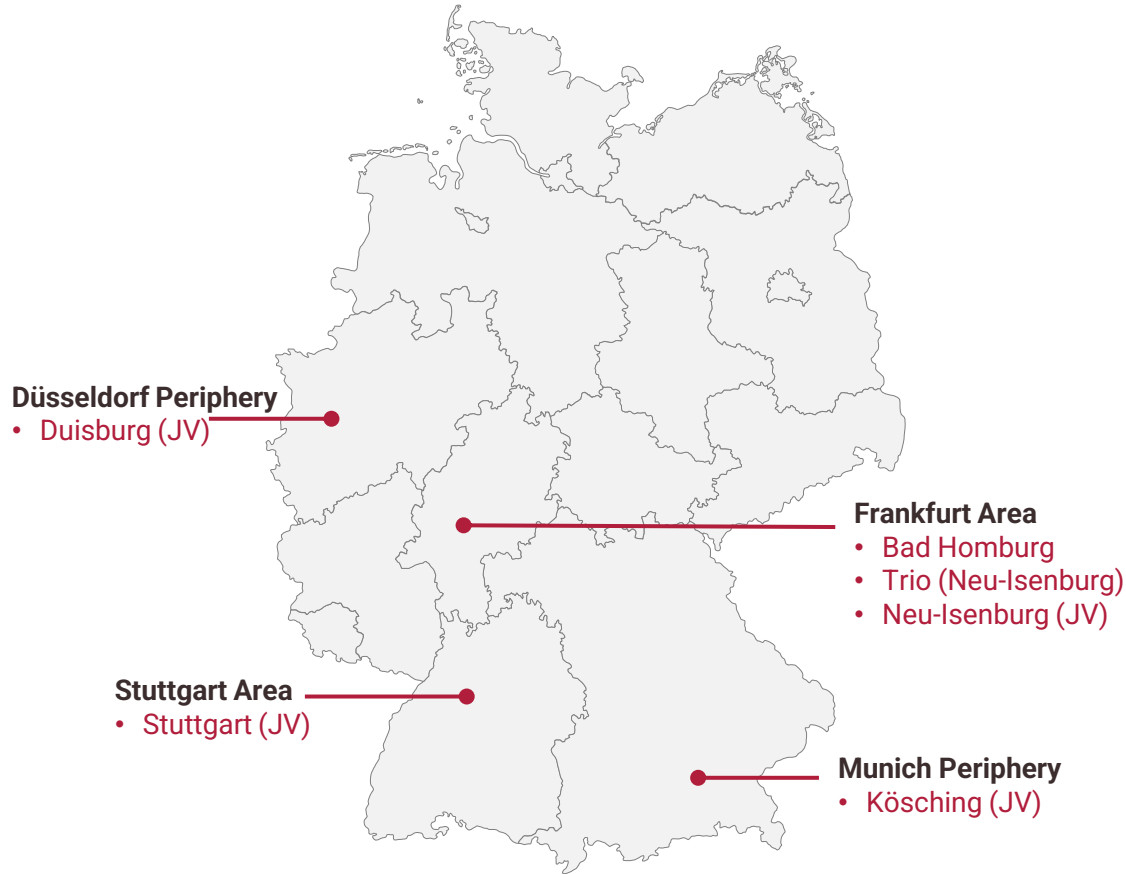 Düsseldorf Periphery
• Duisburg (JV)
Frankfurt Area
• Bad Homburg
• Trio (Neu-Isenburg)
• Neu-Isenburg (JV)
Stuttgart Area
• Stuttgart (JV)
Munich Periphery
• Kösching (JV)